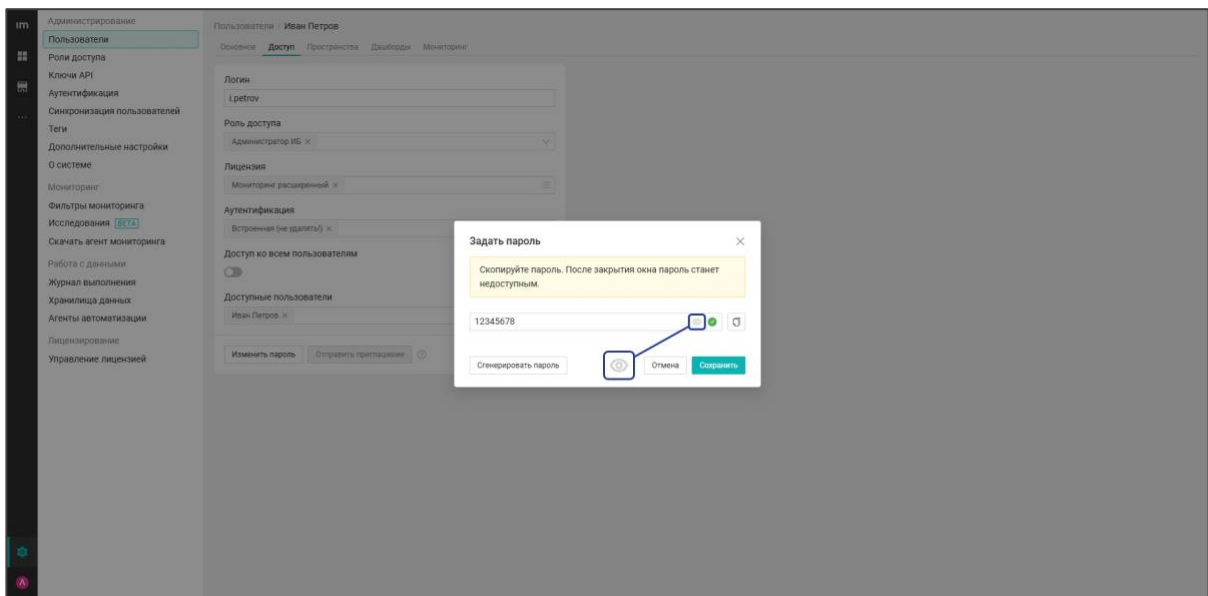 im
Администрирование
Пользователи
Роли доступа
Ключи API
Аутентификация
Синхронизация пользователей
Теги
Дополнительные настройки
О системе
Мониторинг
Фильтры мониторинга
Исследования BETA
Скачать агент мониторинга
Работа с данными
Журнал выполнения
Хранилища данных
Агенты автоматизации
Лицензирование
Управление лицензией
Пользователи / Иван Петров
Основное Доступ Пространства Дашборды Мониторинг
Логин
i.petrov
Роль доступа
Администратор ИБ ×
Лицензия
Мониторинг расширенный ×
Аутентификация
Встроенная (не удалять!) ×
Доступ ко всем пользователям
Доступные пользователи
Иван Петров ×
Изменить пароль Отправить приглашение
Задать пароль
Скопируйте пароль. После закрытия окна пароль станет
недоступным.
12345678
Сгенерировать пароль Отмена Сохранить